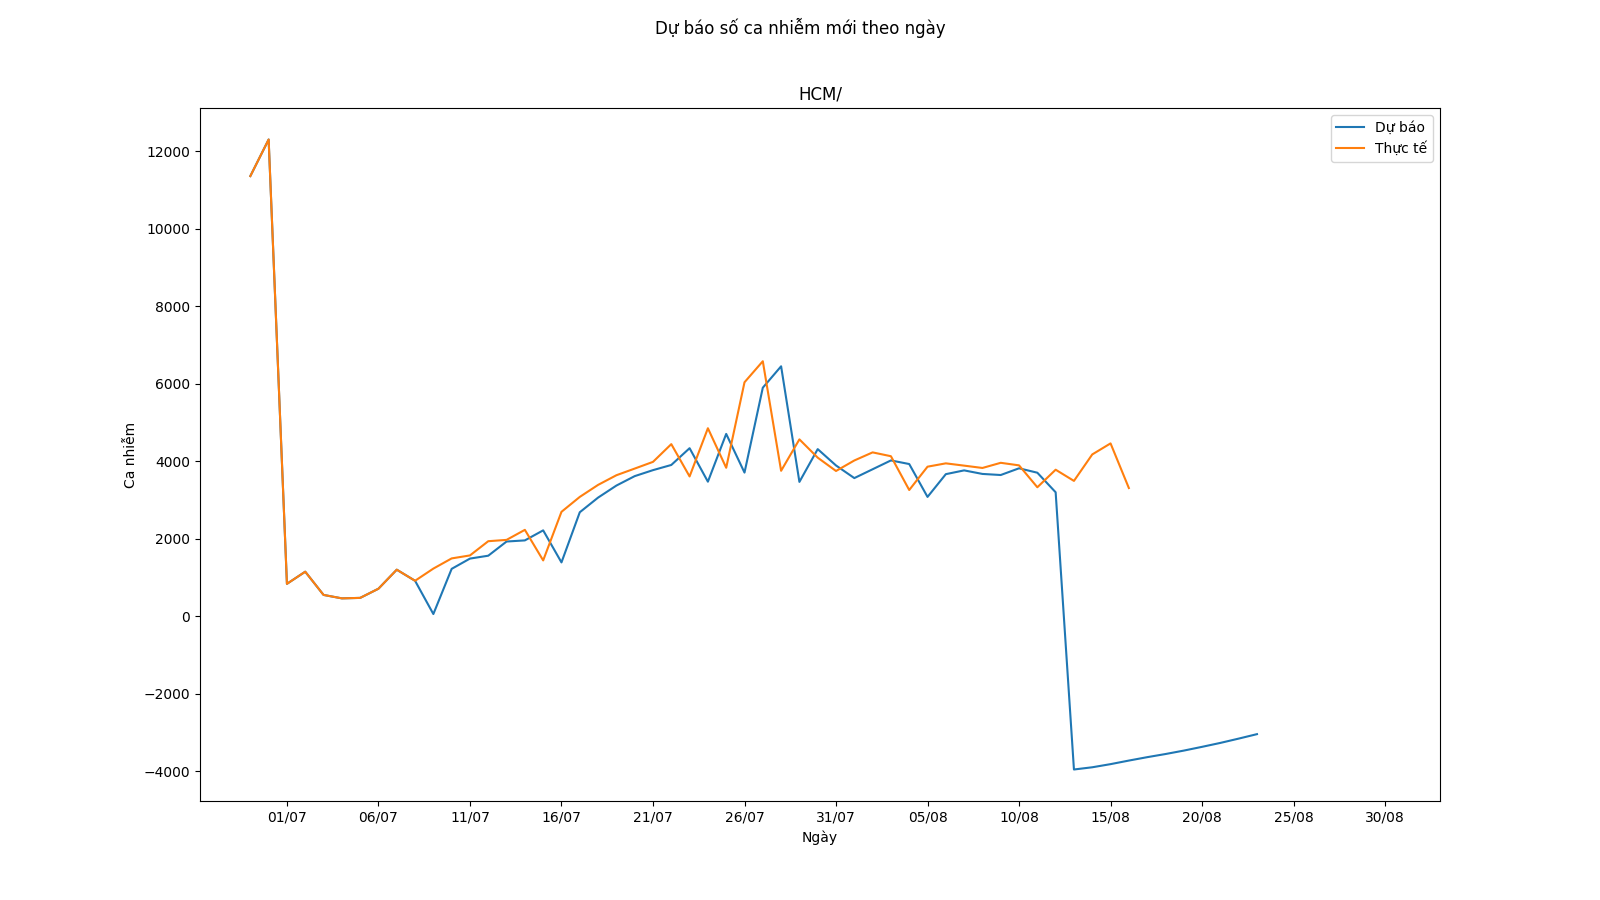 Dự báo số ca nhiễm mới theo ngày
HCM/
Dự báo
Thực tế
12000
10000
8000
6000
4000
2000
0
−2000
−4000
Ca nhiễm
01/07 06/07 11/07 16/07 21/07 26/07 31/07 05/08 10/08 15/08 20/08 25/08 30/08
Ngày